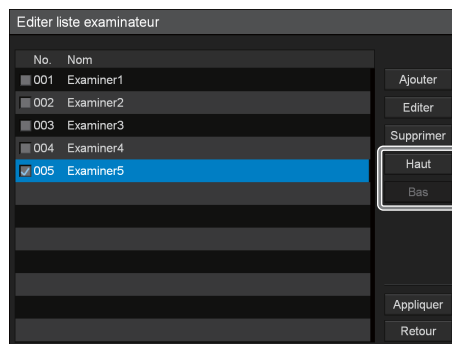 Editer liste examinateur
No. Nom
001 Examiner1
002 Examiner2
003 Examiner3
004 Examiner4
005 Examiner5
Ajouter
Editer
Supprimer
Haut
Bas
Appliquer
Retour